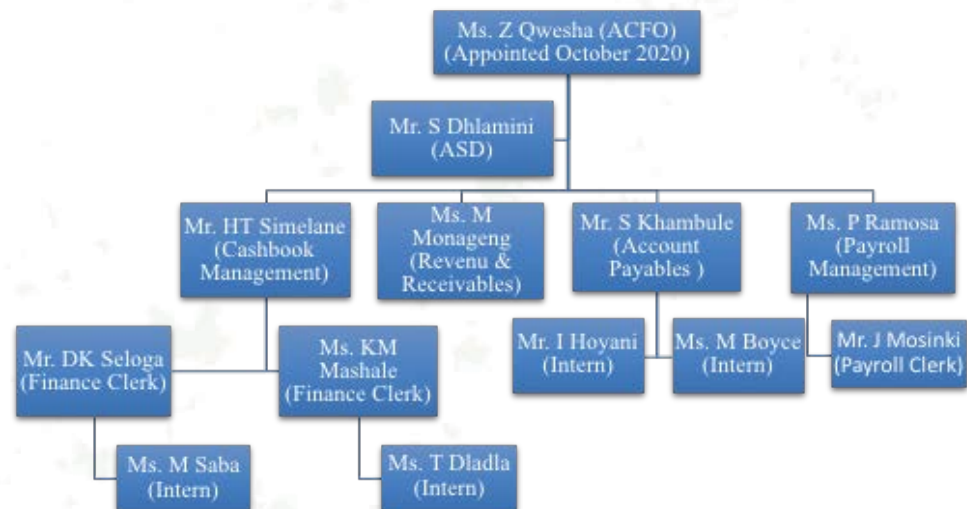 Ms. Z Qwesha (ACFO)
(Appointed October 2020)
Mr. S Dhlamini
(ASD)
Mr. HT Simelane
(Cashbook
Management)
Ms. M
Monageng
(Revenu &
Receivables)
Mr. S Khambule
(Account
Payables )
Ms. P Ramosa
(Payroll
Management)
Mr. DK Seloga
(Finance Clerk)
Ms. KM
Mashale
(Finance Clerk)
Mr. I Hoyani
(Intern)
Ms. M Boyce
(Intern)
Mr. J Mosinki
(Payroll Clerk)
Ms. M Saba
(Intern)
Ms. T Dladla
(Intern)